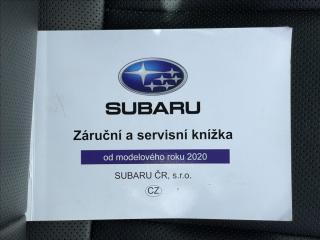 SUBARU
Záruční a servisní knížka
od modelového roku 2020
SUBARU ČR, s.r.o.
CZ